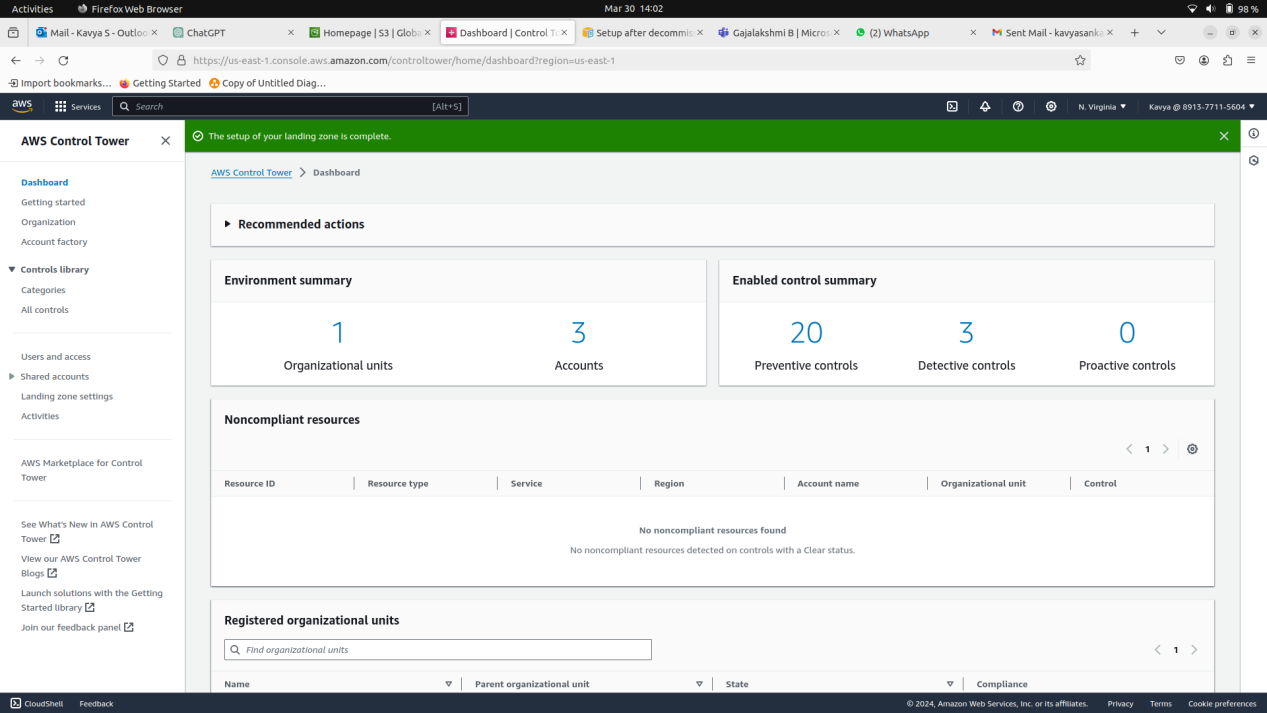 Activities Firefox Web Browser Mar 30 14:02 98 %
Mail - Kavya S - Outloo ChatGPT Homepage | S3 | Globa Dashboard | Control T Setup after decommis Gajalakshmi B | Micros (2) WhatsApp Sent Mail - kavyasanka
https://us-east-1.console.aws.amazon.com/controltower/home/dashboard?region=us-east-1
Import bookmarks... Getting Started Copy of Untitled Diag...
aws Services Search [Alt+S] N. Virginia Kavya @ 8913-7711-5604
AWS Control Tower
Dashboard
Getting started
Organization
Account factory
Controls library
Categories
All controls
Users and access
Shared accounts
Landing zone settings
Activities
AWS Marketplace for Control
Tower
See What's New in AWS Control
Tower
View our AWS Control Tower
Blogs
Launch solutions with the Getting
Started library
Join our feedback panel
The setup of your landing zone is complete.
AWS Control Tower Dashboard
Recommended actions
Environment summary
1 3
Organizational units Accounts
Enabled control summary
20 3 0
Preventive controls Detective controls Proactive controls
Noncompliant resources
1
Resource ID Resource type Service Region Account name Organizational unit Control
No noncompliant resources found
No noncompliant resources detected on controls with a Clear status.
Registered organizational units
Find organizational units 1
Name Parent organizational unit State Compliance
CloudShell Feedback © 2024, Amazon Web Services, Inc. or its affiliates. Privacy Terms Cookie preferences